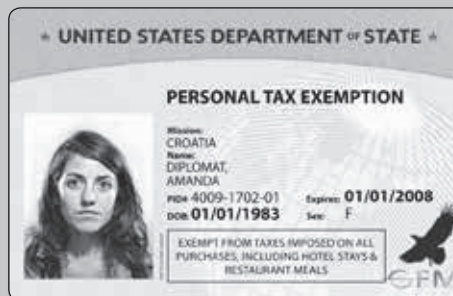 UNITED STATES DEPARTMENT OF STATE
PERSONAL TAX EXEMPTION
Mission:
CROATIA
Name:
DIPLOMAT,
AMANDA
PID# 4009-1702-01 Expires: 01/01/2008
DOB: 01/01/1983 Sex: F
EXEMPT FROM TAXES IMPOSED ON ALL
PURCHASES, INCLUDING HOTEL STAYS &
RESTAURANT MEALS
OFM